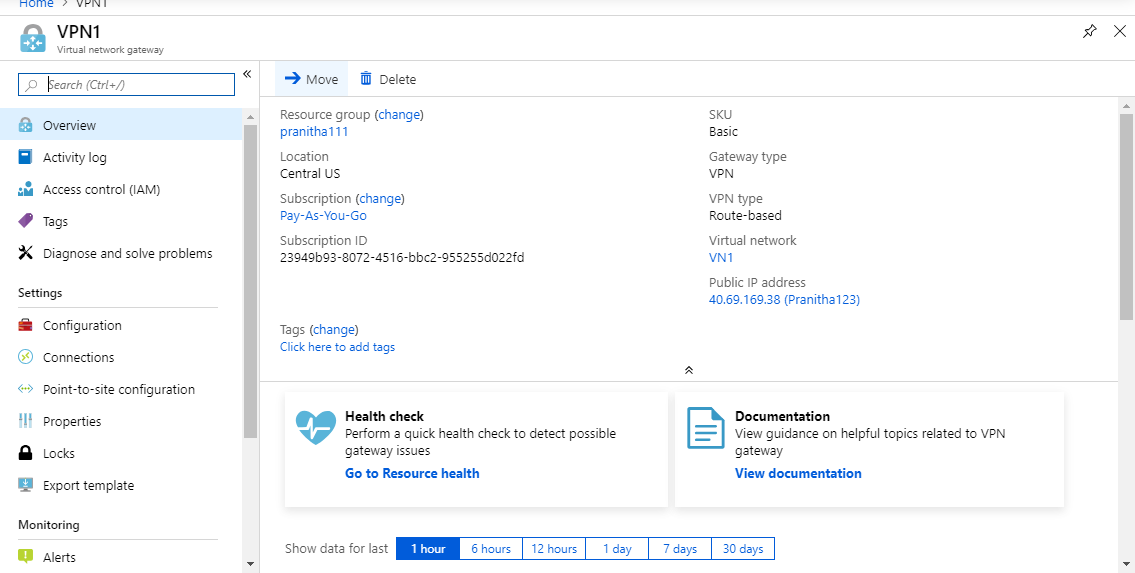 Home > VPN1
VPN1
Virtual network gateway
Search (Ctrl+/)
«
Overview
Activity log
Access control (IAM)
Tags
Diagnose and solve problems
Settings
Configuration
Connections
Point-to-site configuration
Properties
Locks
Export template
Monitoring
Alerts
Move
Delete
Resource group (change)
pranitha111
Location
Central US
Subscription (change)
Pay-As-You-Go
Subscription ID
23949b93-8072-4516-bbc2-955255d022fd
SKU
Basic
Gateway type
VPN
VPN type
Route-based
Virtual network
VN1
Public IP address
40.69.169.38 (Pranitha123)
Tags (change)
Click here to add tags
Health check
Perform a quick health check to detect possible
gateway issues
Go to Resource health
Documentation
View guidance on helpful topics related to VPN
gateway
View documentation
Show data for last
1 hour
6 hours
12 hours
1 day
7 days
30 days